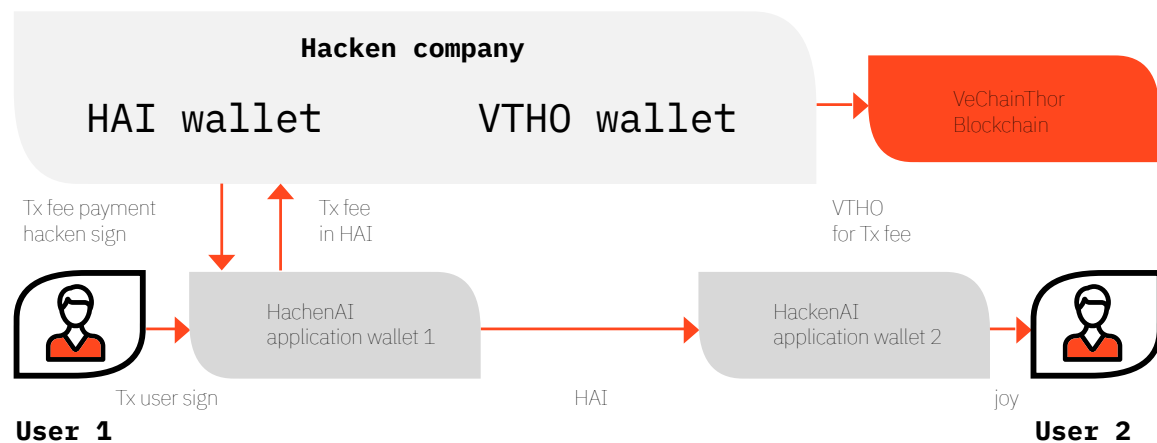 Hacken company
HAI wallet
VTHO wallet
VeChainThor
Blockchain
Tx fee payment
hacken sign
Tx fee
in HAI
VTHO
for Tx fee
HachenAI
application wallet 1
HackenAI
application wallet 2
Tx user sign
HAI
joy
User 1
User 2